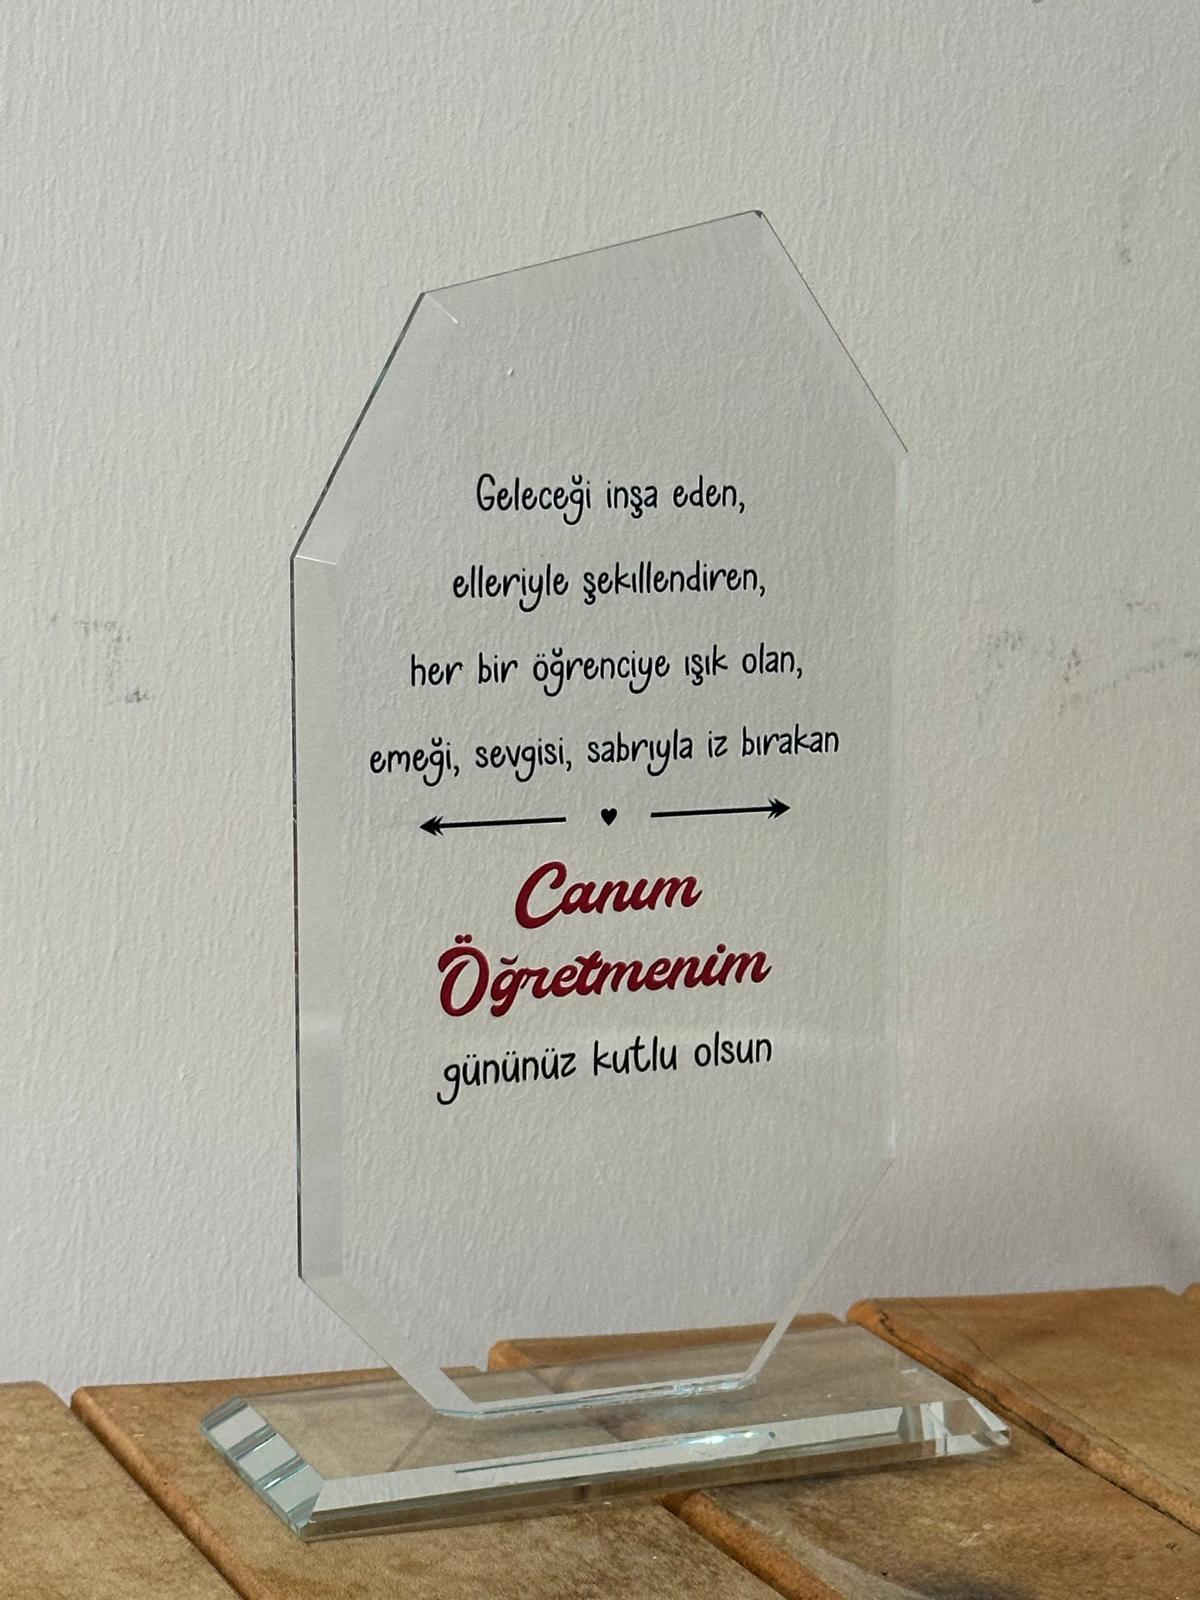 Geleceği inşa eden,
elleriyle şekıllendiren,
her bir öğrenciye ışık olan,
emeği, sevgisi, sabrıyla iz bırakan
Canım
Öğretmenim
gününüz kutlu olsun